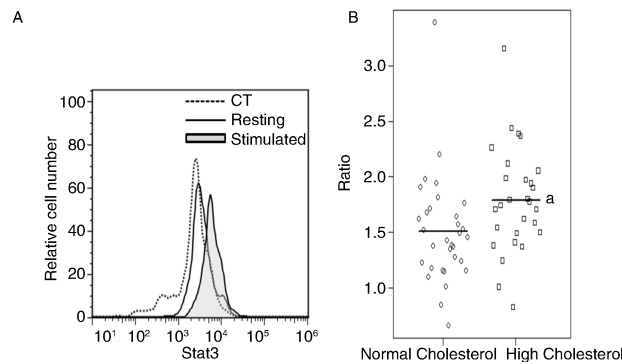 A
B
100
80
60
40
20
0
Relative cell number
CT
Resting
Stimulated
10¹ 10² 10³ 10⁴ 10⁵ 10⁶
Stat3
3.0
2.5
2.0
1.5
1.0
Ratio
a
Normal Cholesterol High Cholesterol